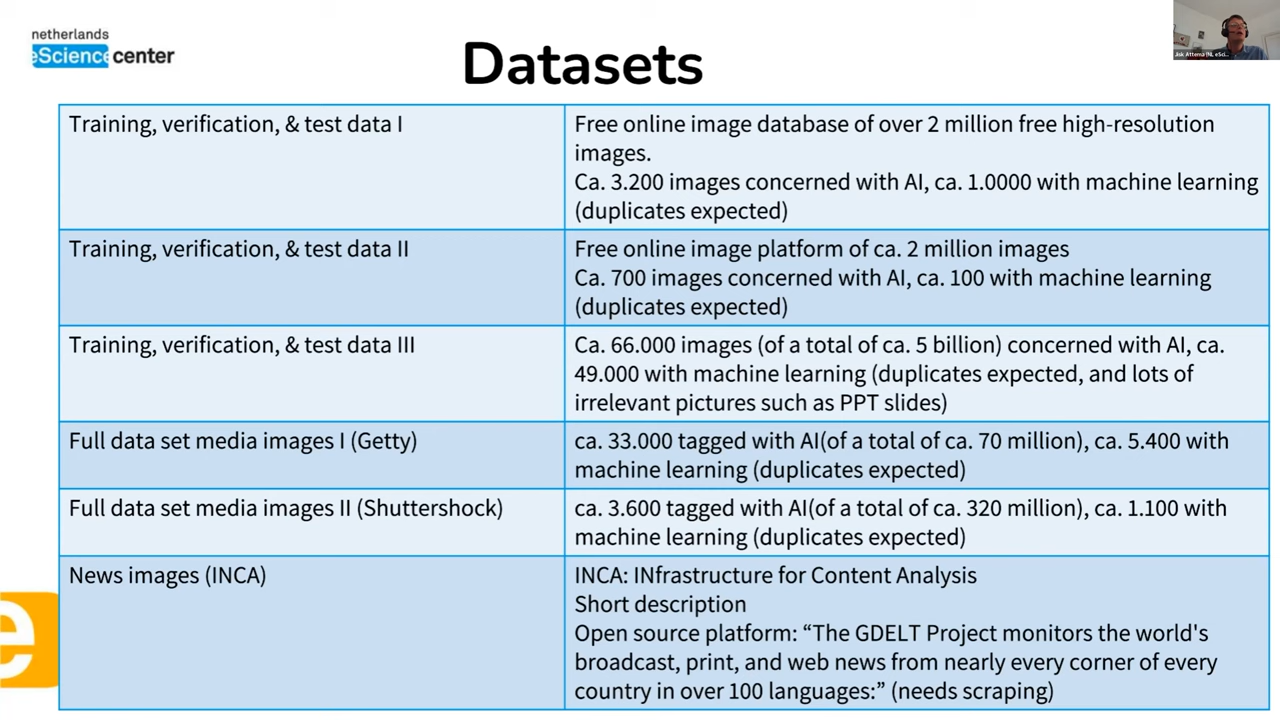 netherlands
eScience center
Datasets
Jisk Attema (NL eSci...
Training, verification, & test data I
Free online image database of over 2 million free high-resolution
images.
Ca. 3.200 images concerned with AI, ca. 1.0000 with machine learning
(duplicates expected)
Training, verification, & test data II
Free online image platform of ca. 2 million images
Ca. 700 images concerned with AI, ca. 100 with machine learning
(duplicates expected)
Training, verification, & test data III
Ca. 66.000 images (of a total of ca. 5 billion) concerned with AI, ca.
49.000 with machine learning (duplicates expected, and lots of
irrelevant pictures such as PPT slides)
Full data set media images I (Getty)
ca. 33.000 tagged with AI(of a total of ca. 70 million), ca. 5.400 with
machine learning (duplicates expected)
Full data set media images II (Shuttershock)
ca. 3.600 tagged with AI(of a total of ca. 320 million), ca. 1.100 with
machine learning (duplicates expected)
News images (INCA)
INCA: INfrastructure for Content Analysis
Short description
Open source platform: “The GDELT Project monitors the world's
broadcast, print, and web news from nearly every corner of every
country in over 100 languages:” (needs scraping)
e